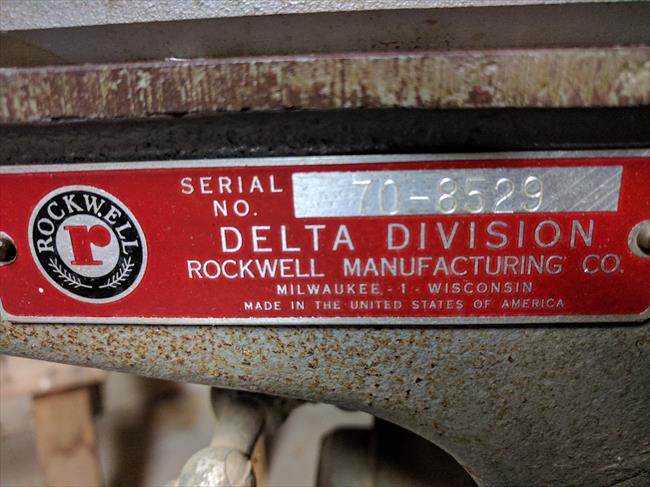 ROCKWELL
r
SERIAL
NO.
70-8529
DELTA DIVISION
ROCKWELL MANUFACTURING CO.
MILWAUKEE - 1 - WISCONSIN
MADE IN THE UNITED STATES OF AMERICA